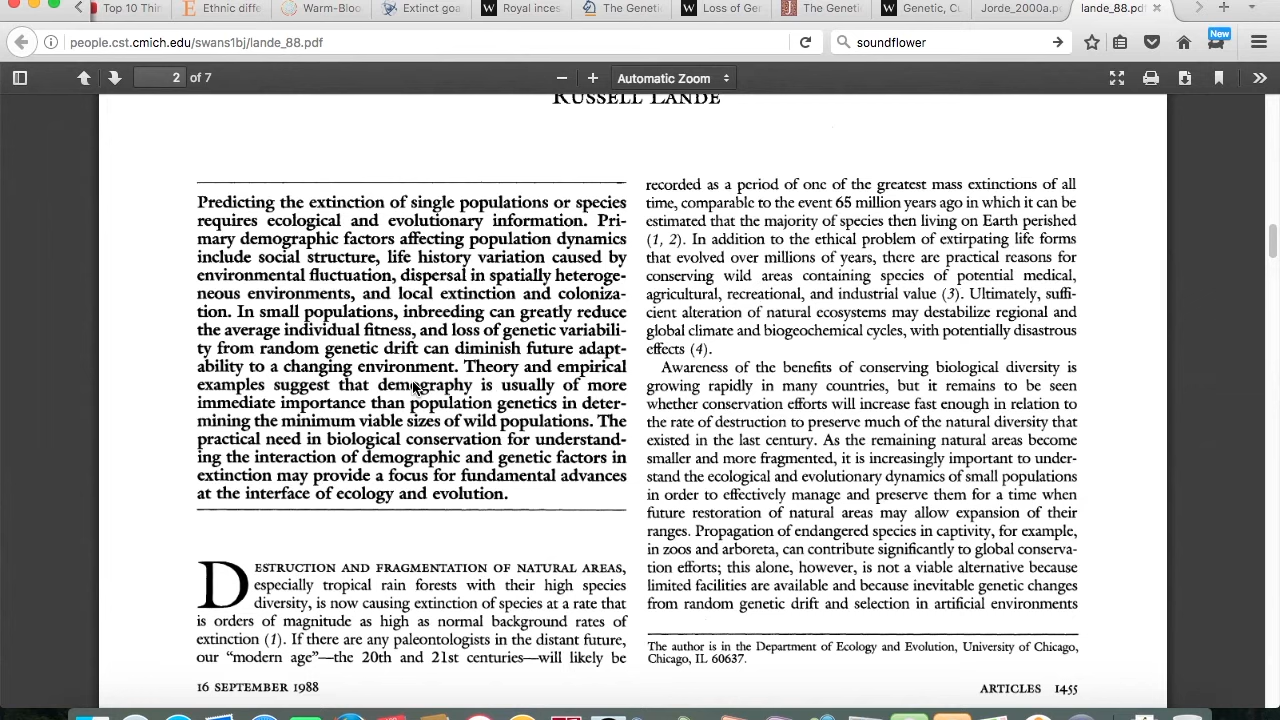 Top 10 Thin
Ethnic diffe
Warm-Bloo
Extinct goa
Royal inces
The Geneti
Loss of Ger
The Geneti
Genetic, Cu
Jorde_2000a.p
lande_88.pdf
people.cst.cmich.edu/swans1bj/lande_88.pdf
soundflower
New
2 of 7
Automatic Zoom
RUSSELL LANDE
Predicting the extinction of single populations or species
requires ecological and evolutionary information. Pri-
mary demographic factors affecting population dynamics
include social structure, life history variation caused by
environmental fluctuation, dispersal in spatially heteroge-
neous environments, and local extinction and coloniza-
tion. In small populations, inbreeding can greatly reduce
the average individual fitness, and loss of genetic variabili-
ty from random genetic drift can diminish future adapt-
ability to a changing environment. Theory and empirical
examples suggest that demography is usually of more
immediate importance than population genetics in deter-
mining the minimum viable sizes of wild populations. The
practical need in biological conservation for understand-
ing the interaction of demographic and genetic factors in
extinction may provide a focus for fundamental advances
at the interface of ecology and evolution.
DESTRUCTION AND FRAGMENTATION OF NATURAL AREAS,
especially tropical rain forests with their high species
diversity, is now causing extinction of species at a rate that
is orders of magnitude as high as normal background rates of
extinction (1). If there are any paleontologists in the distant future,
our “modern age”—the 20th and 21st centuries—will likely be
recorded as a period of one of the greatest mass extinctions of all
time, comparable to the event 65 million years ago in which it can be
estimated that the majority of species then living on Earth perished
(1, 2). In addition to the ethical problem of extirpating life forms
that evolved over millions of years, there are practical reasons for
conserving wild areas containing species of potential medical,
agricultural, recreational, and industrial value (3). Ultimately, suffi-
cient alteration of natural ecosystems may destabilize regional and
global climate and biogeochemical cycles, with potentially disastrous
effects (4).
Awareness of the benefits of conserving biological diversity is
growing rapidly in many countries, but it remains to be seen
whether conservation efforts will increase fast enough in relation to
the rate of destruction to preserve much of the natural diversity that
existed in the last century. As the remaining natural areas become
smaller and more fragmented, it is increasingly important to under-
stand the ecological and evolutionary dynamics of small populations
in order to effectively manage and preserve them for a time when
future restoration of natural areas may allow expansion of their
ranges. Propagation of endangered species in captivity, for example,
in zoos and arboreta, can contribute significantly to global conserva-
tion efforts; this alone, however, is not a viable alternative because
limited facilities are available and because inevitable genetic changes
from random genetic drift and selection in artificial environments
The author is in the Department of Ecology and Evolution, University of Chicago,
Chicago, IL 60637.
16 SEPTEMBER 1988
ARTICLES 1455